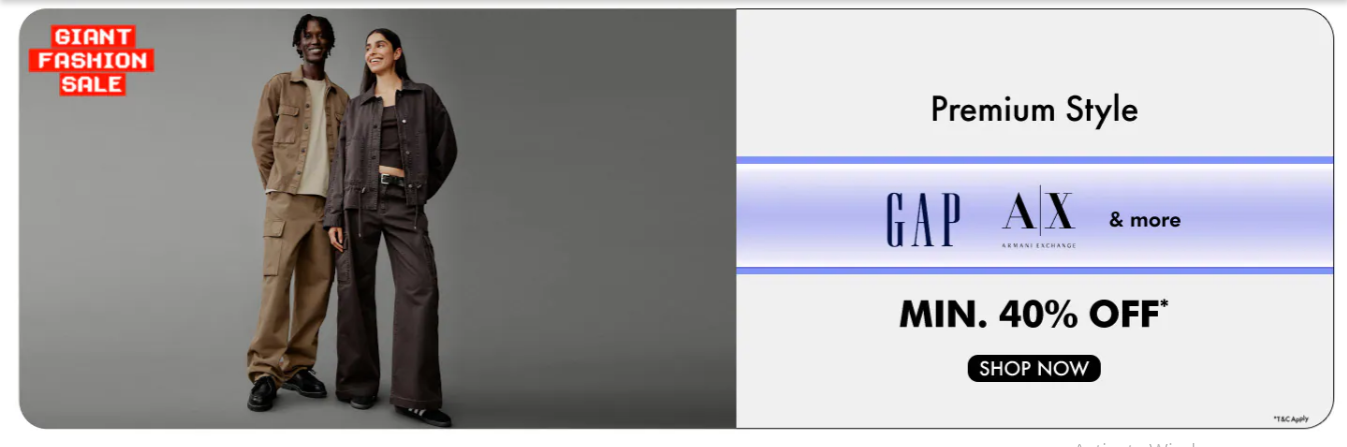 GIANT
FASHION
SALE
Premium Style
GAP
A|X
ARMANI EXCHANGE
& more
MIN. 40% OFF*
SHOP NOW
*T&C Apply